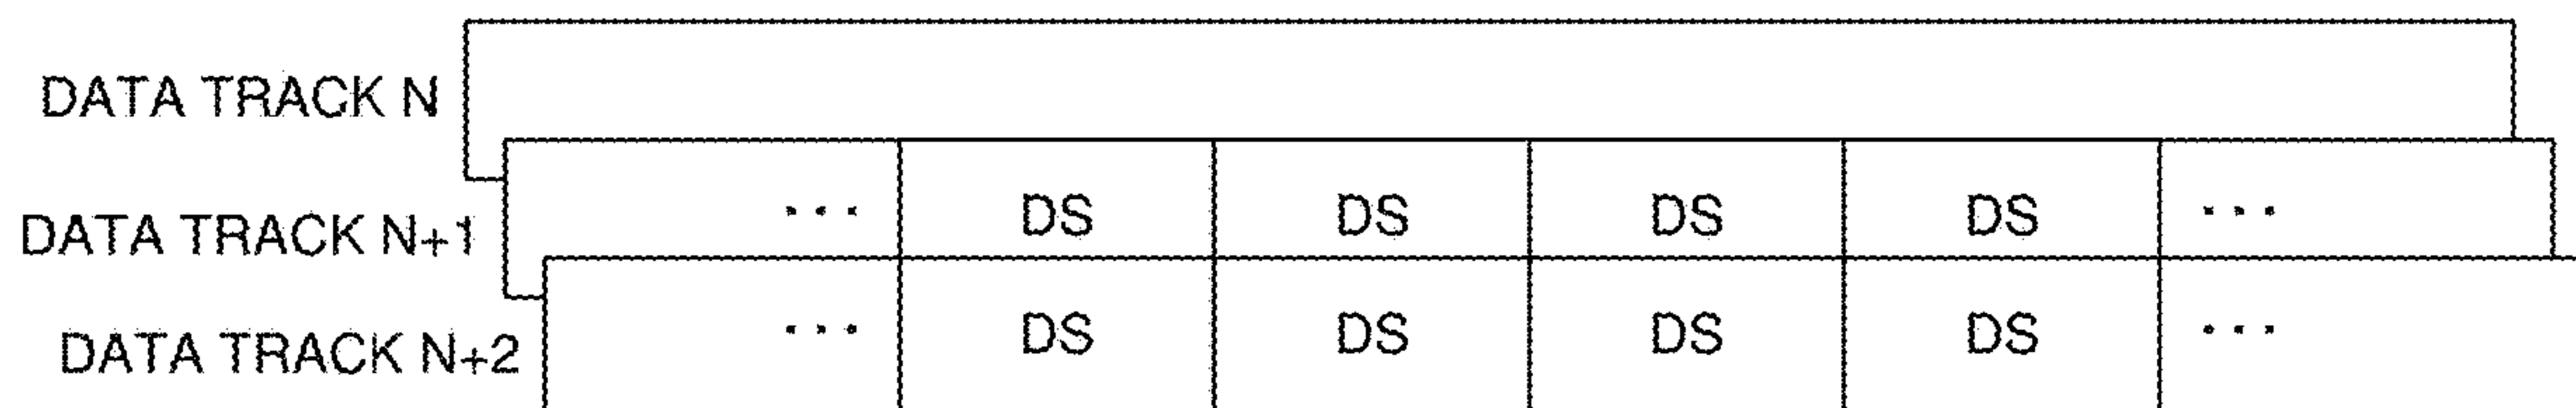 DATA TRACK N
DATA TRACK N+1 ... DS DS DS DS ...
DATA TRACK N+2 ... DS DS DS DS ...